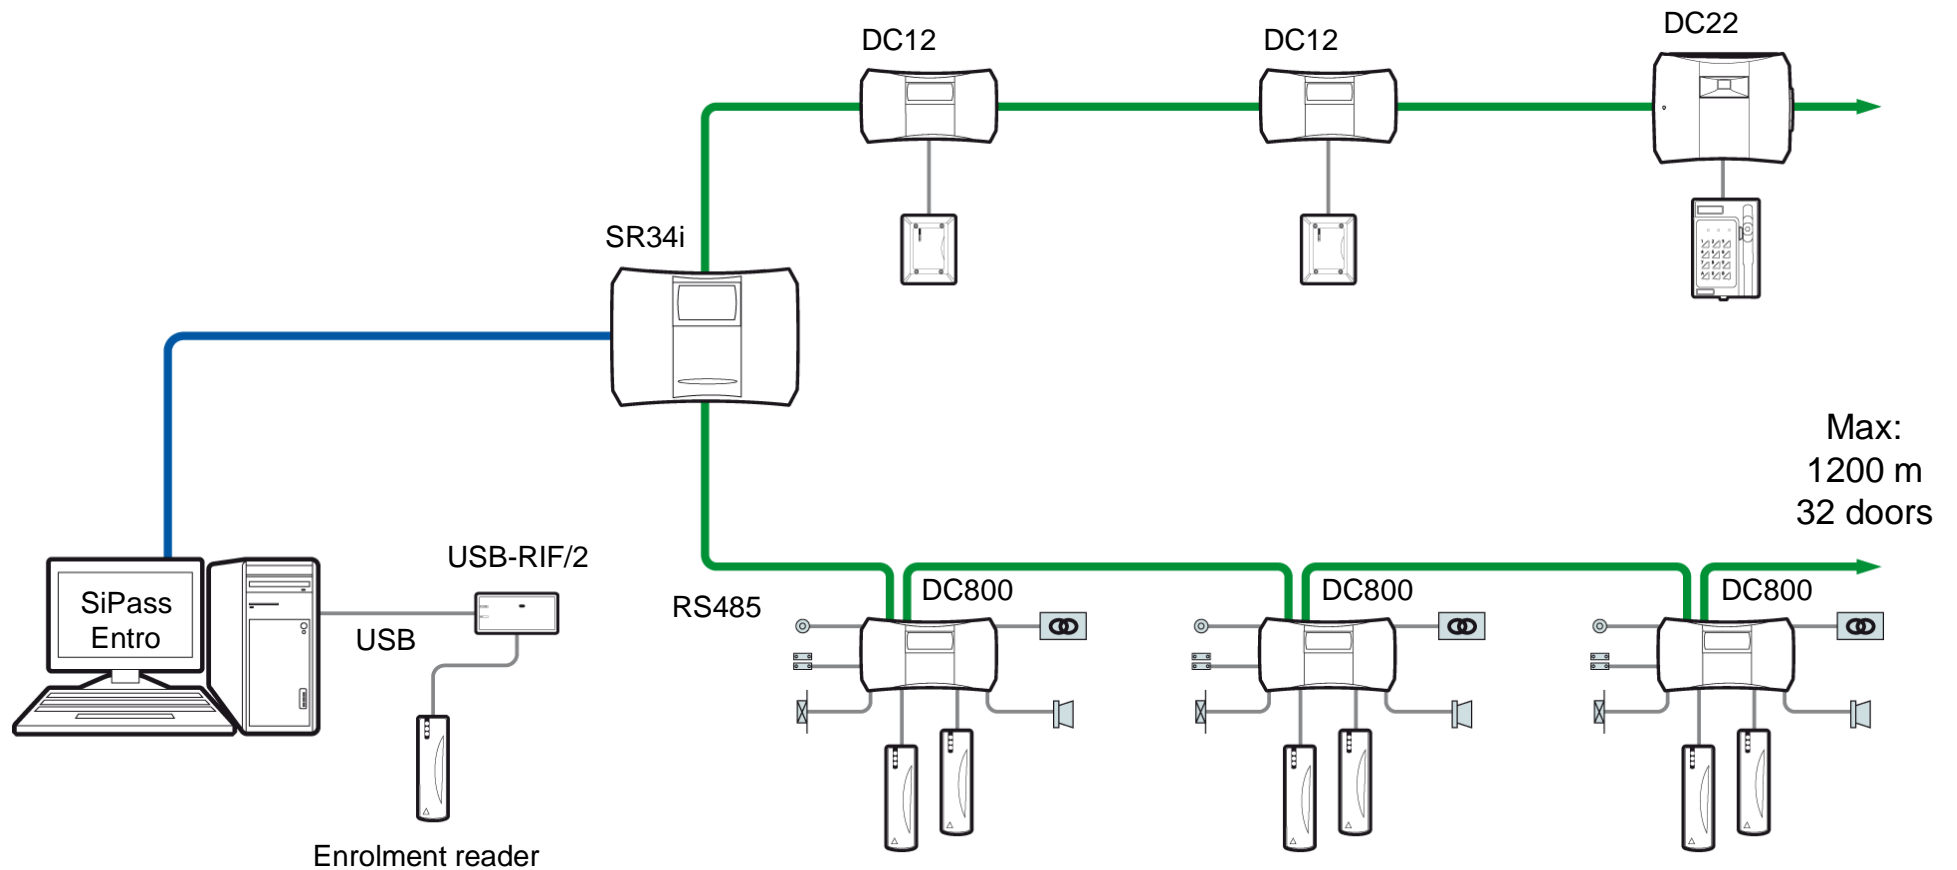 DC12
DC12
DC22
SR34i
Max:
1200 m
32 doors
USB-RIF/2
SiPass
Entro
USB
RS485
DC800
DC800
DC800
Enrolment reader